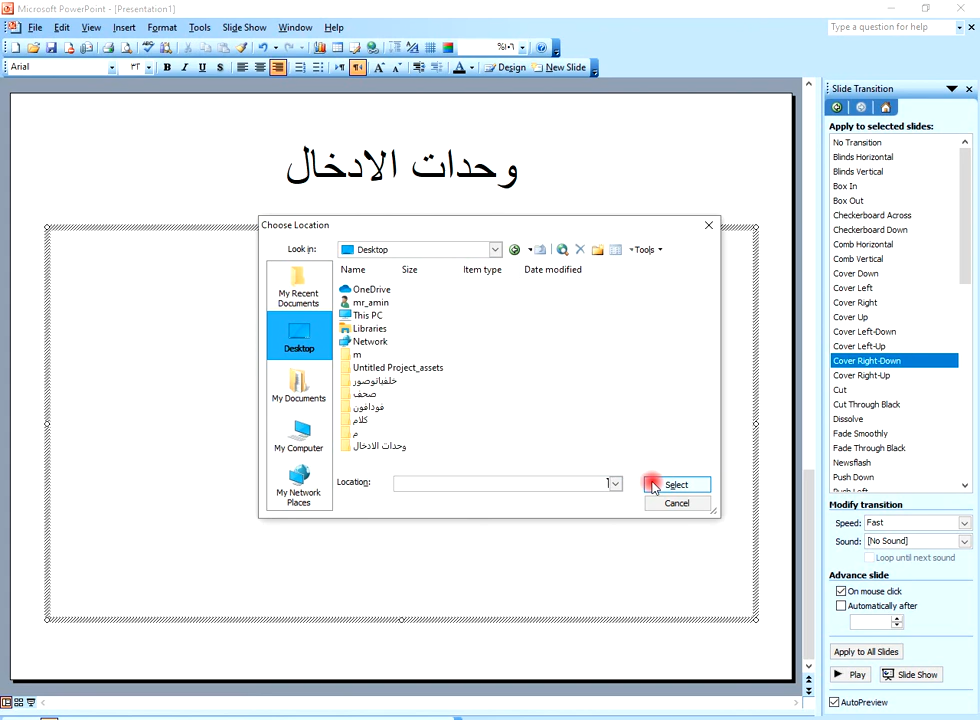 Microsoft PowerPoint - [Presentation1]
File Edit View Insert Format Tools Slide Show Window Help
Type a question for help
%١٠٦
Arial ٣٢ B I U S Design New Slide
Slide Transition
Apply to selected slides:
No Transition
Blinds Horizontal
Blinds Vertical
Box In
Box Out
Checkerboard Across
Checkerboard Down
Comb Horizontal
Comb Vertical
Cover Down
Cover Left
Cover Right
Cover Up
Cover Left-Down
Cover Left-Up
Cover Right-Down
Cover Right-Up
Cut
Cut Through Black
Dissolve
Fade Smoothly
Fade Through Black
Newsflash
Push Down
Push Left
Modify transition
Speed: Fast
Sound: [No Sound]
Loop until next sound
Advance slide
On mouse click
Automatically after
Apply to All Slides
Play Slide Show
AutoPreview
وحدات الادخال
Choose Location
Look in: Desktop Tools
Name Size Item type Date modified
My Recent Documents
Desktop
My Documents
My Computer
My Network Places
OneDrive
mr_amin
This PC
Libraries
Network
m
Untitled Project_assets
خلفياتوصور
صحف
فودافون
كلام
م
وحدات الادخال
Location:
Select
Cancel